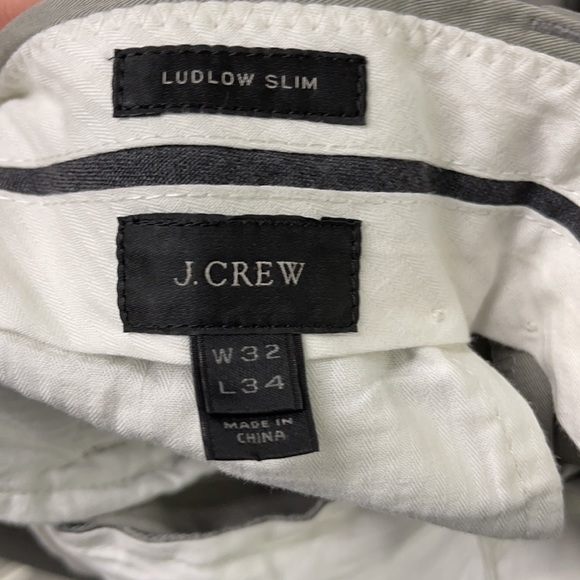 LUDLOW SLIM
J.CREW
W32
L34
MADE IN
CHINA